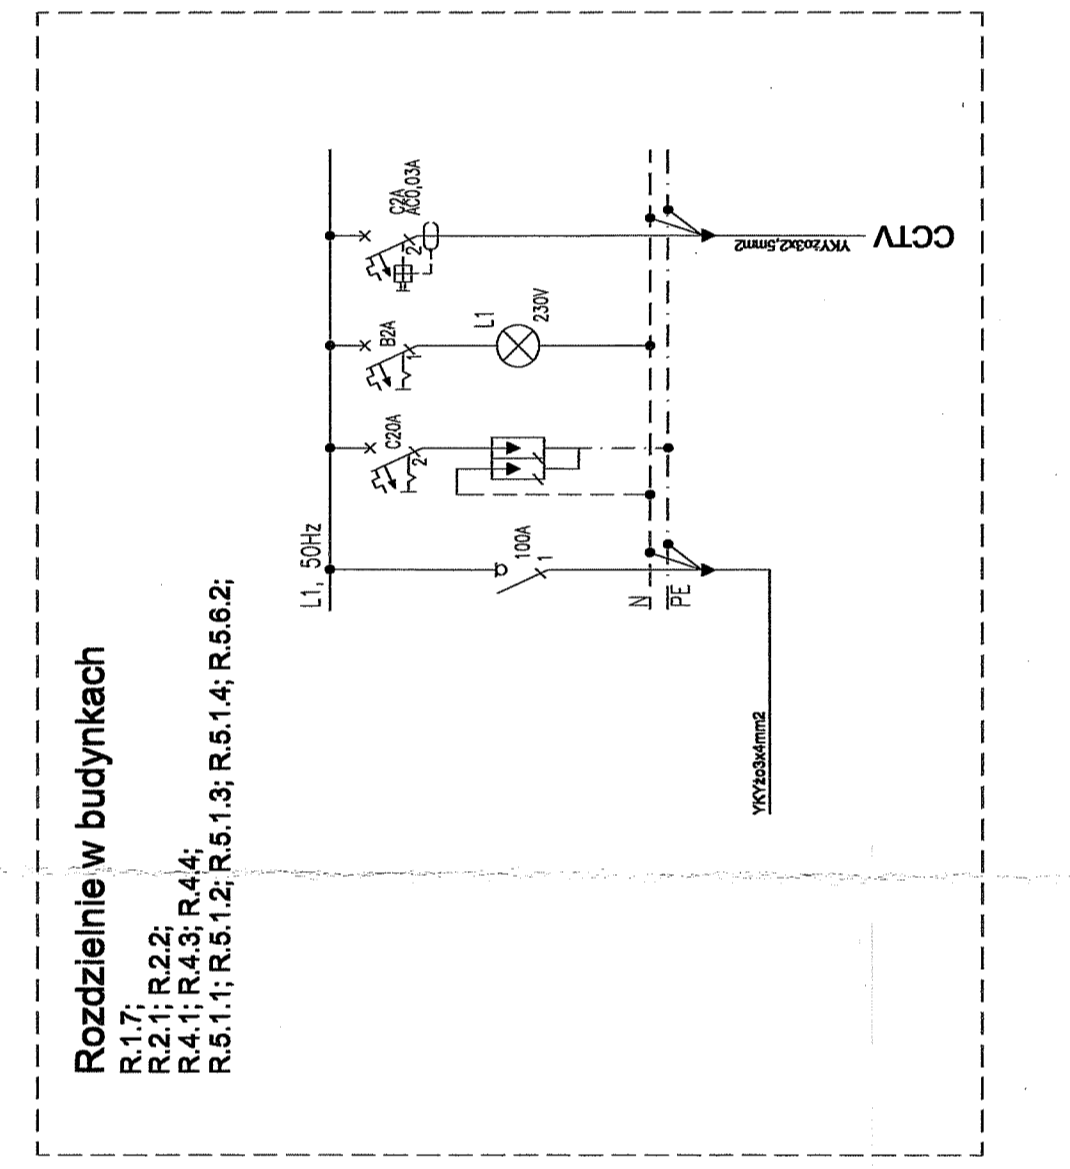 Rozdzielnie w budynkach
R.1.7;
R.2.1; R.2.2;
R.4.1; R.4.3; R.4.4;
R.5.1.1; R.5.1.2; R.5.1.3; R.5.1.4; R.5.6.2;
L1, 50Hz
100A
1
C20A
2
B2A
1
L1
230V
C2A
AC0,03A
2
N
PE
YKYżo3x4mm2
YKYżo3x2,5mm2
CCTV